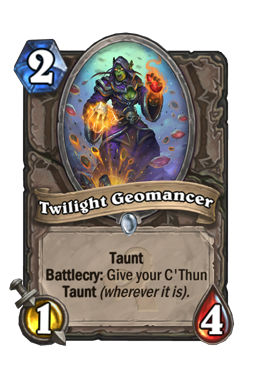 2
Twilight Geomancer
Taunt
Battlecry: Give your C'Thun
Taunt (wherever it is).
1
4